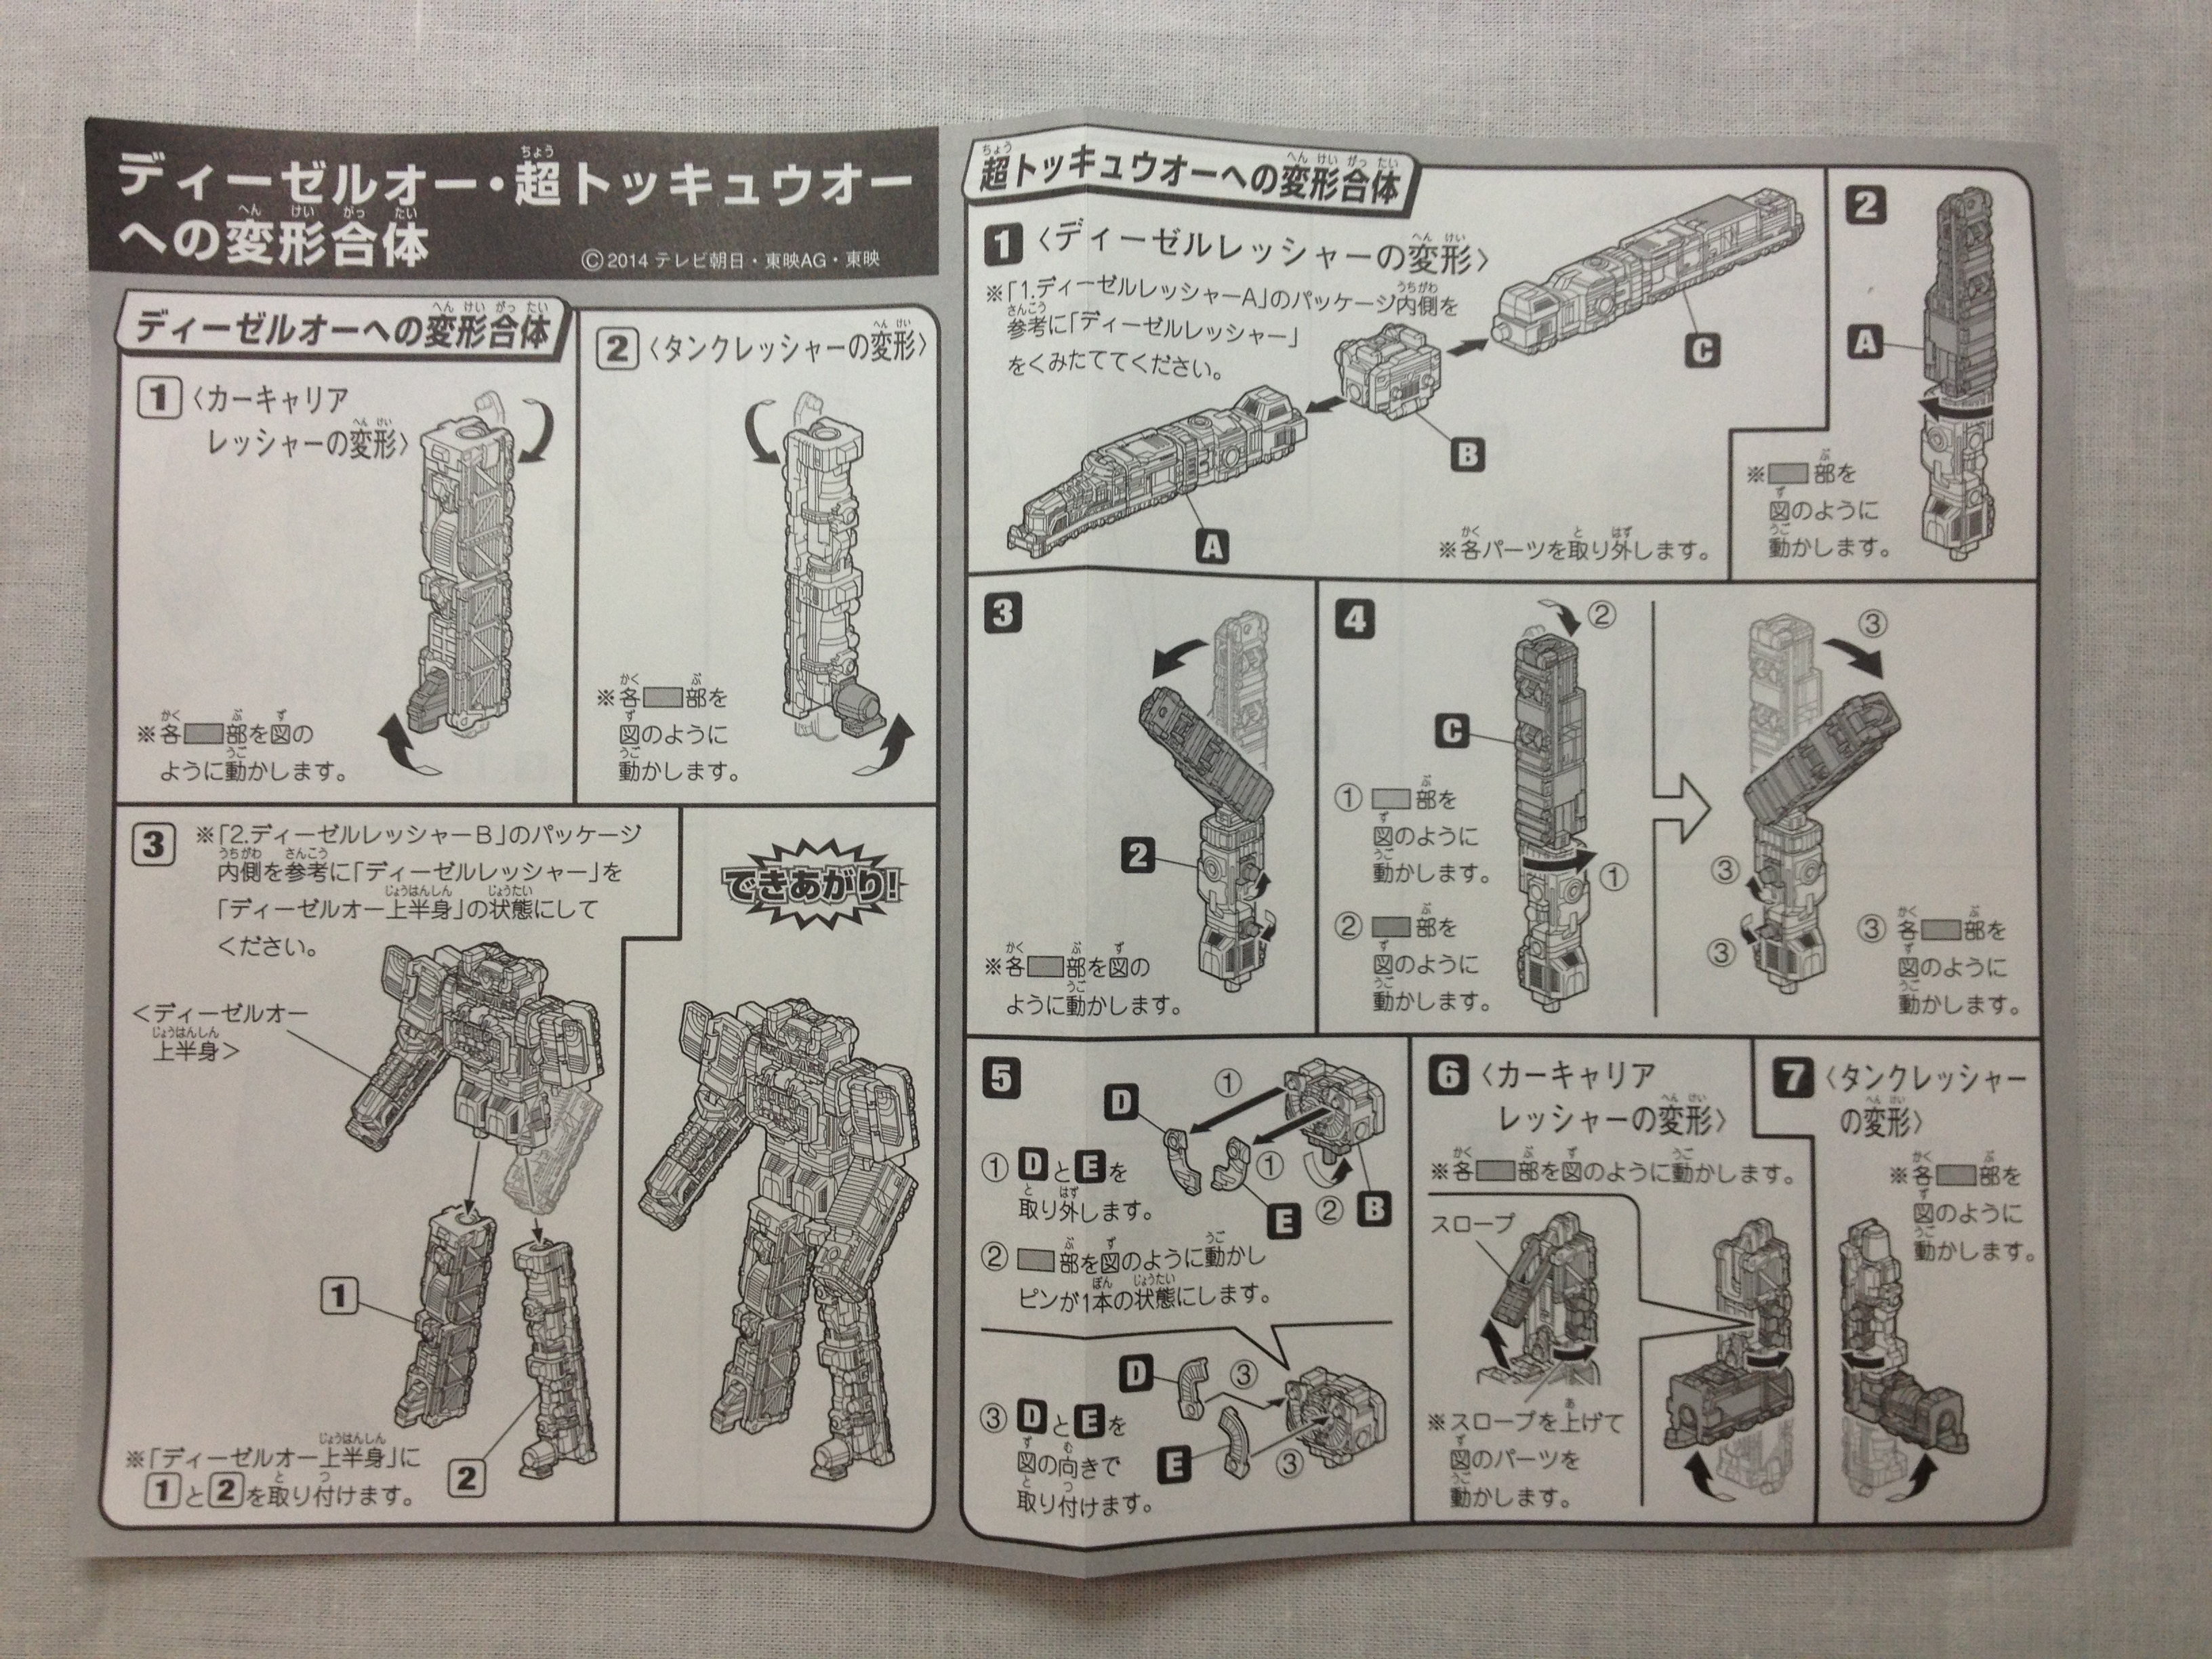 ディーゼルオー・超トッキュウオー
への変形合体
©2014 テレビ朝日・東映AG・東映
ディーゼルオーへの変形合体
1 〈カーキャリア
レッシャーの変形〉
※各部を図の
ように動かします。
2 〈タンクレッシャーの変形〉
※各部を
図のように
動かします。
3 ※「2.ディーゼルレッシャーB」のパッケージ
内側を参考に「ディーゼルレッシャー」を
「ディーゼルオー上半身」の状態にして
ください。
<ディーゼルオー
上半身>
1
2
※「ディーゼルオー上半身」に
1と2を取り付けます。
できあがり!
超トッキュウオーへの変形合体
1 〈ディーゼルレッシャーの変形〉
※「1.ディーゼルレッシャーA」のパッケージ内側を
参考に「ディーゼルレッシャー」
をくみたててください。
A
B
C
※各パーツを取り外します。
2
A
※部を
図のように
動かします。
3
2
※各部を図の
ように動かします。
4
②
C
①部を
図のように
動かします。
①
②部を
図のように
動かします。
③
③各部を
図のように
動かします。
③
③
5
①
D
①
E
②
B
①DとEを
取り外します。
②部を図のように動かし
ピンが1本の状態にします。
D
③
E
③
③DとEを
図の向きで
取り付けます。
6 〈カーキャリア
レッシャーの変形〉
※各部を図のように動かします。
スロープ
※スロープを上げて
図のパーツを
動かします。
7 〈タンクレッシャー
の変形〉
※各部を
図のように
動かします。